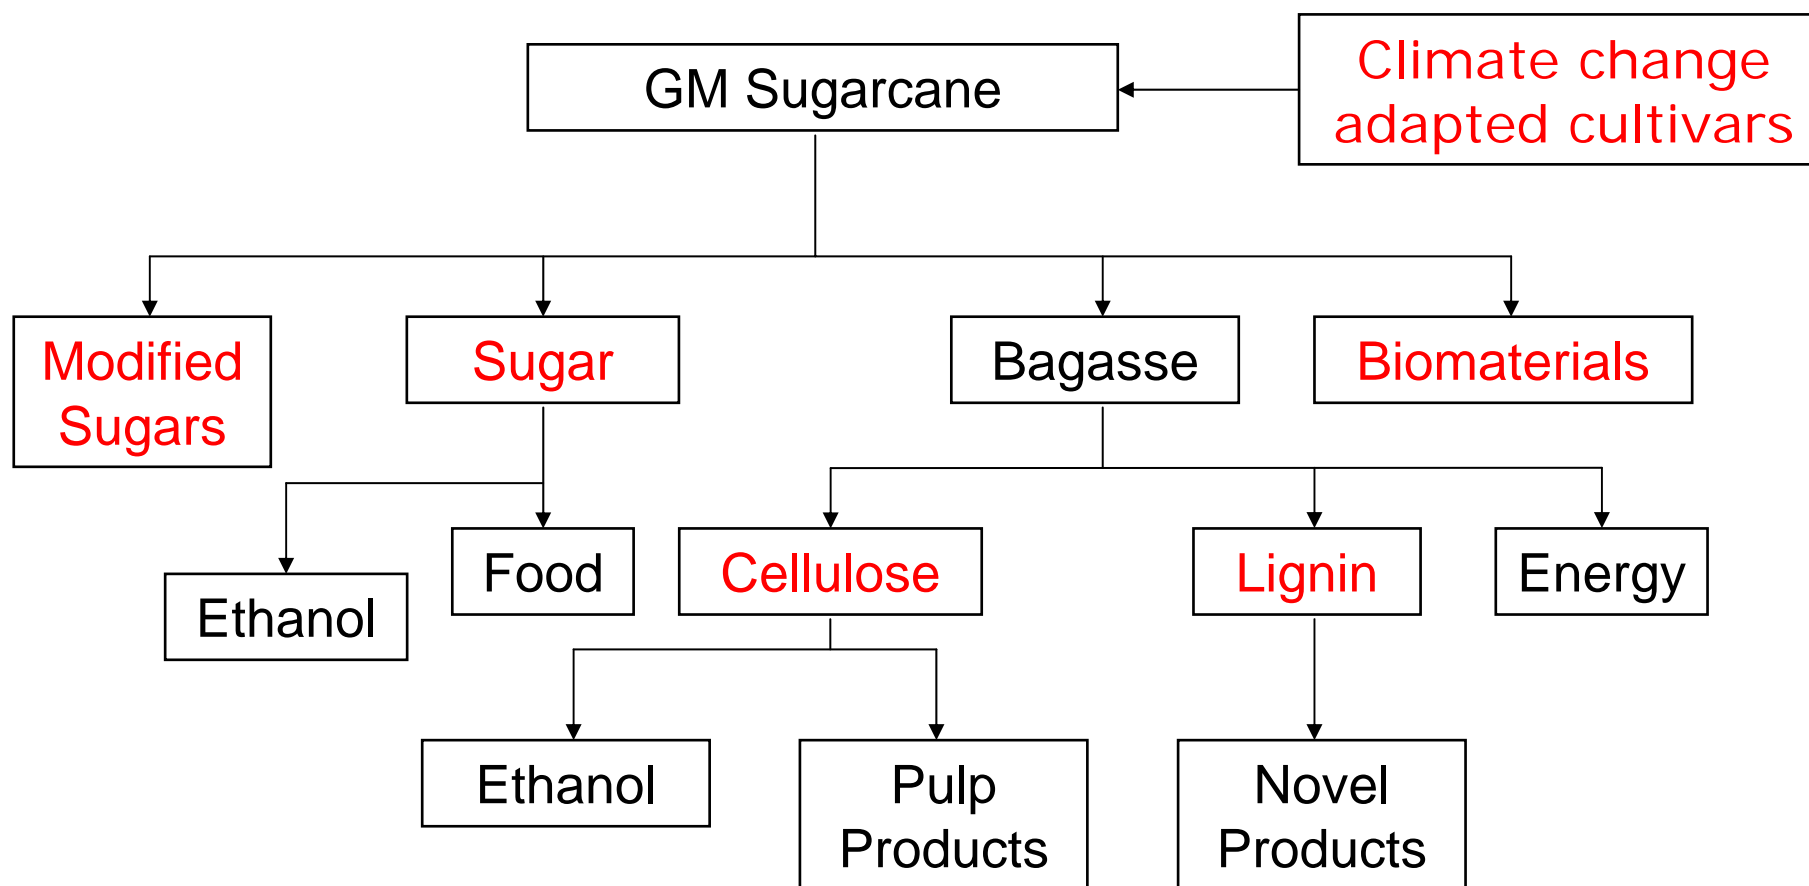 GM Sugarcane
Climate change
adapted cultivars
Modified
Sugars
Sugar
Bagasse
Biomaterials
Ethanol
Food
Cellulose
Lignin
Energy
Ethanol
Pulp
Products
Novel
Products